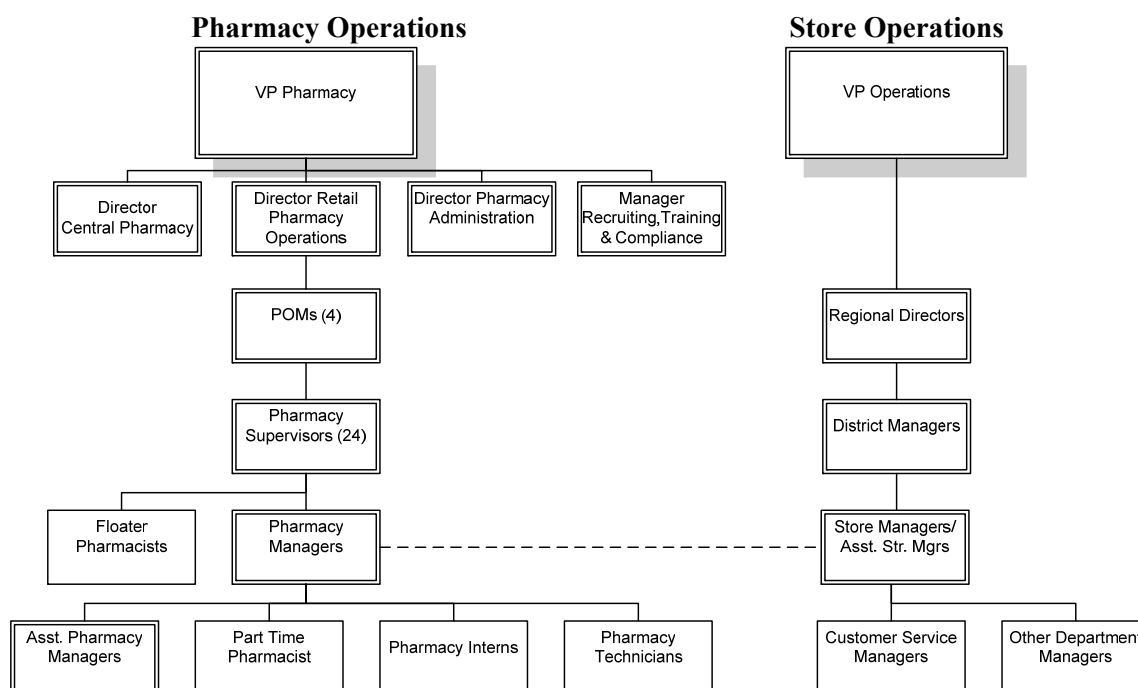 Pharmacy Operations
Store Operations
VP Pharmacy
VP Operations
Director
Central Pharmacy
Director Retail
Pharmacy
Operations
Director Pharmacy
Administration
Manager
Recruiting,Training
& Compliance
POMs (4)
Regional Directors
Pharmacy
Supervisors (24)
District Managers
Floater
Pharmacists
Pharmacy
Managers
Store Managers/
Asst. Str. Mgrs
Asst. Pharmacy
Managers
Part Time
Pharmacist
Pharmacy Interns
Pharmacy
Technicians
Customer Service
Managers
Other Department
Managers